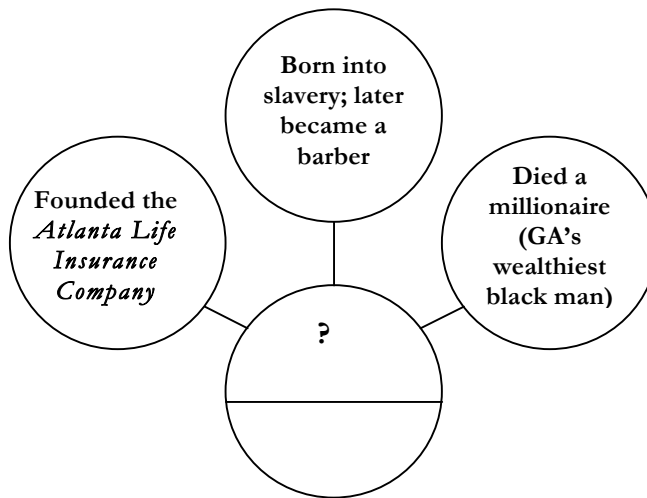 Born into
slavery; later
became a
barber
Founded the
Atlanta Life
Insurance
Company
Died a
millionaire
(GA's
wealthiest
black man)
?